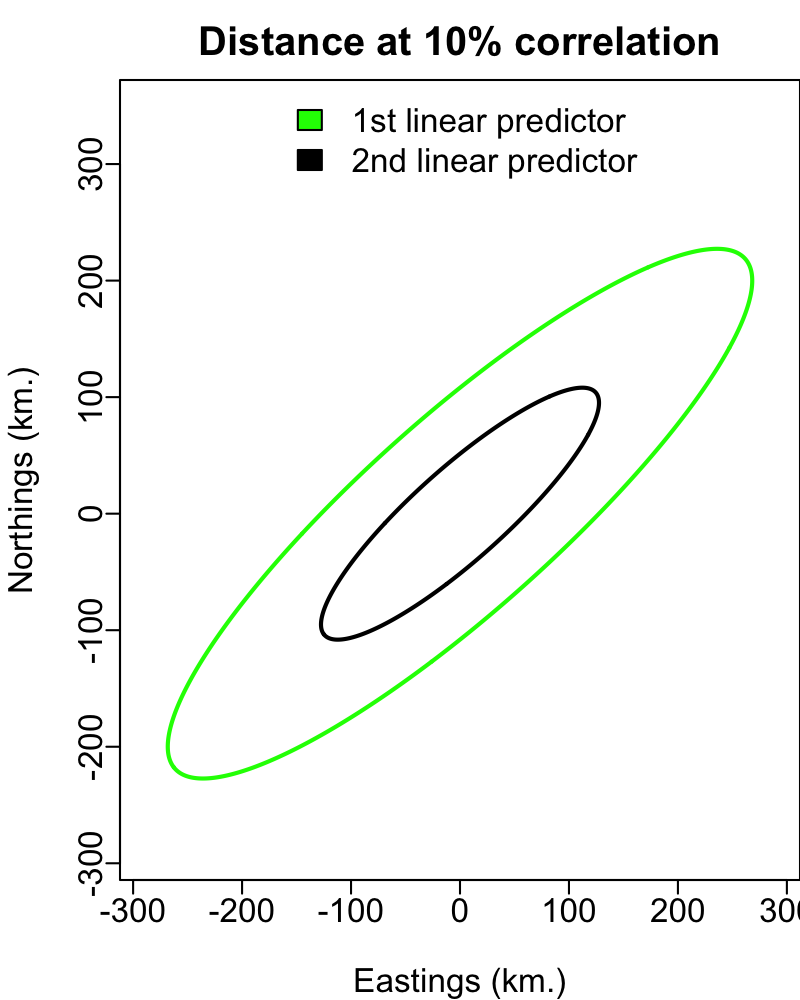 Distance at 10% correlation
1st linear predictor
2nd linear predictor
300
200
100
0
-100
-200
-300
Northings (km.)
-300 -200 -100 0 100 200 300
Eastings (km.)